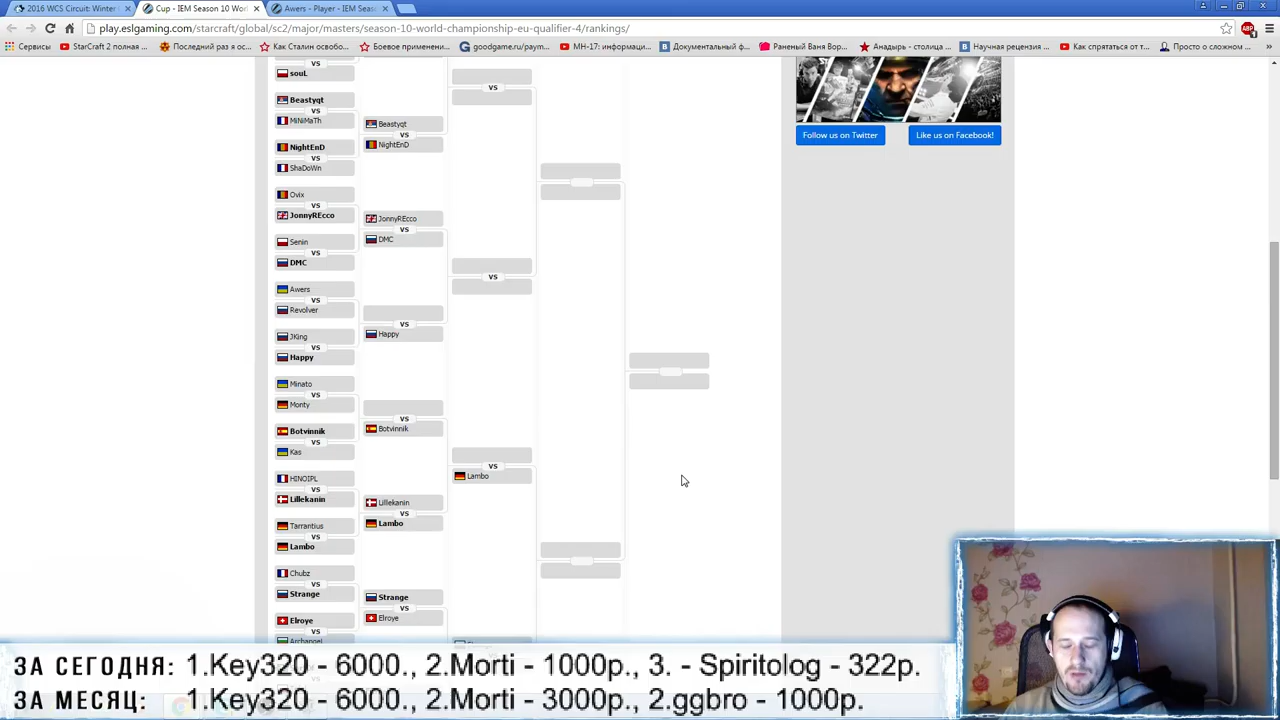 2016 WCS Circuit: Winter
Cup - IEM Season 10 Worl
Awers - Player - IEM Seas
play.eslgaming.com/starcraft/global/sc2/major/masters/season-10-world-championship-eu-qualifier-4/rankings/
Сервисы
StarCraft 2 полная
Последний раз я ос
Как Сталин освобо
Боевое применени
goodgame.ru/paym
MH-17: информаци
Документальный ф
Раненый Ваня Вор
Анадырь - столица
Научная рецензия
Как спрятаться от т
Просто о сложном
souL
Beastyqt
vs
MiNiMaTh
NightEnD
vs
ShaDoWn
Ovix
vs
JonnyREcco
Senin
vs
DMC
Awers
vs
Revolver
JKing
vs
Happy
Minato
vs
Monty
Botvinnik
vs
Kas
HINOIPL
vs
Lillekanin
Tarrantius
vs
Lambo
Chubz
vs
Strange
Elroye
vs
Archangel
Beastyqt
vs
NightEnD
JonnyREcco
vs
DMC
vs
Happy
vs
Botvinnik
Lillekanin
vs
Lambo
Strange
vs
Elroye
vs
vs
vs
Lambo
Follow us on Twitter
Like us on Facebook!
ЗА СЕГОДНЯ: 1.Key320 - 6000., 2.Morti - 1000р., 3. - Spiritolog - 322р.
ЗА МЕСЯЦ: 1.Key320 - 6000., 2.Morti - 3000р., 2.ggbro - 1000р.